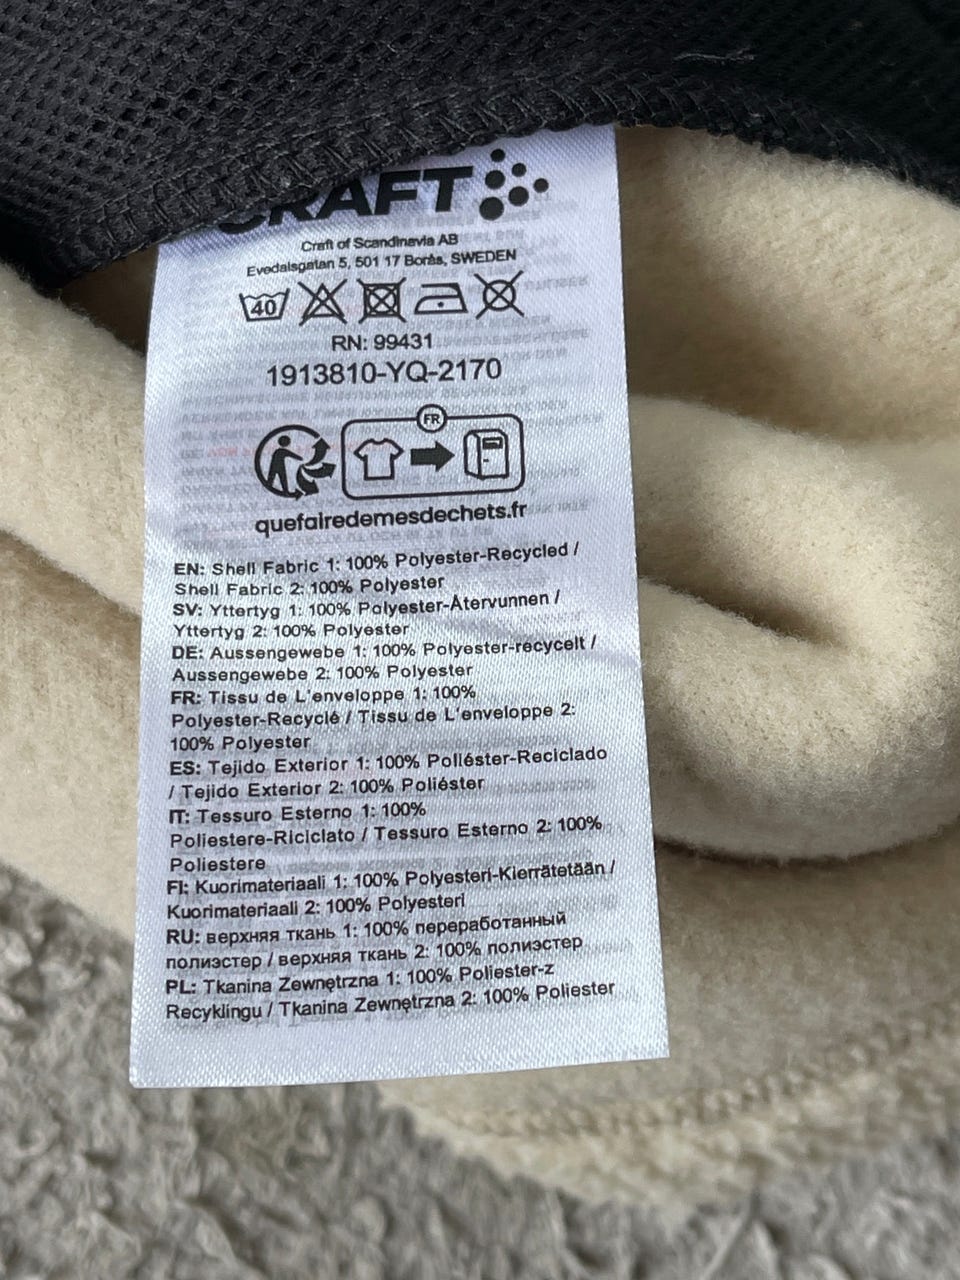 CRAFT
Craft of Scandinavia AB
Evedalsgatan 5, 501 17 Borås, SWEDEN
40
RN: 99431
1913810-YQ-2170
FR
quefairedemesdechets.fr
EN: Shell Fabric 1: 100% Polyester-Recycled /
Shell Fabric 2: 100% Polyester
SV: Yttertyg 1: 100% Polyester-Återvunnen /
Yttertyg 2: 100% Polyester
DE: Aussengewebe 1: 100% Polyester-recycelt /
Aussengewebe 2: 100% Polyester
FR: Tissu de L'enveloppe 1: 100%
Polyester-Recyclé / Tissu de L'enveloppe 2:
100% Polyester
ES: Tejido Exterior 1: 100% Poliéster-Reciclado
/ Tejido Exterior 2: 100% Poliéster
IT: Tessuro Esterno 1: 100%
Poliestere-Riciclato / Tessuro Esterno 2: 100%
Poliestere
FI: Kuorimateriaali 1: 100% Polyesteri-Kierrätetään /
Kuorimateriaali 2: 100% Polyesteri
RU: верхняя ткань 1: 100% переработанный
полиэстер / верхняя ткань 2: 100% полиэстер
PL: Tkanina Zewnętrzna 1: 100% Poliester-z
Recyklingu / Tkanina Zewnętrzna 2: 100% Poliester